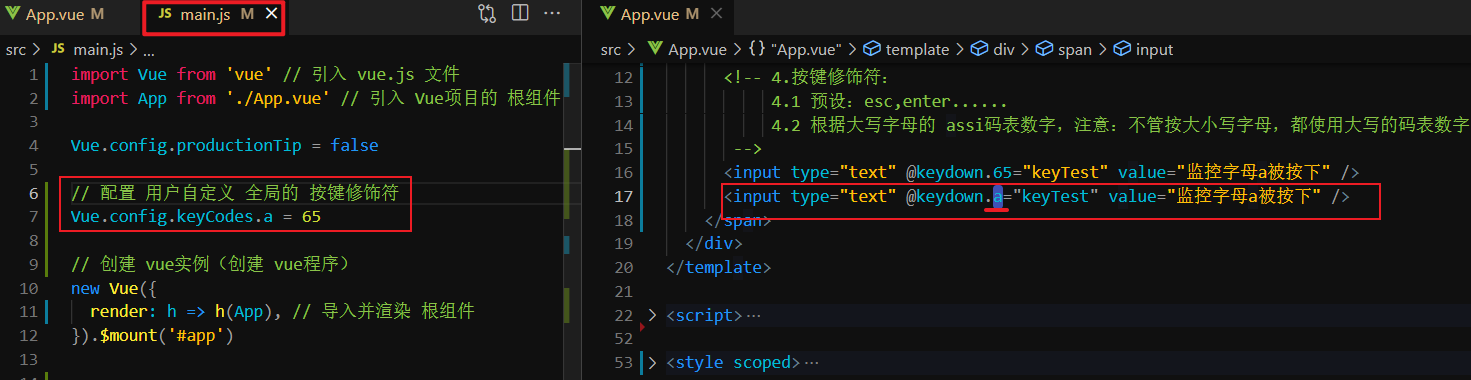 App.vue M
JS main.js M ×
src > JS main.js > ...
1 import Vue from 'vue' // 引入 vue.js 文件
2 import App from './App.vue' // 引入 Vue项目的 根组件
3
4 Vue.config.productionTip = false
5
6 // 配置 用户自定义 全局的 按键修饰符
7 Vue.config.keyCodes.a = 65
8
9 // 创建 vue实例（创建 vue程序）
10 new Vue({
11 render: h => h(App), // 导入并渲染 根组件
12 }).$mount('#app')
13
14
App.vue M ×
src > App.vue > {} "App.vue" > template > div > span > input
12 <!-- 4.按键修饰符：
13 4.1 预设：esc,enter......
14 4.2 根据大写字母的 assi码表数字，注意：不管按大小写字母，都使用大写的码表数字
15 -->
16 <input type="text" @keydown.65="keyTest" value="监控字母a被按下" />
17 <input type="text" @keydown.a="keyTest" value="监控字母a被按下" />
18 </span>
19 </div>
20 </template>
21
22 > <script>...
52
53 > <style scoped>...